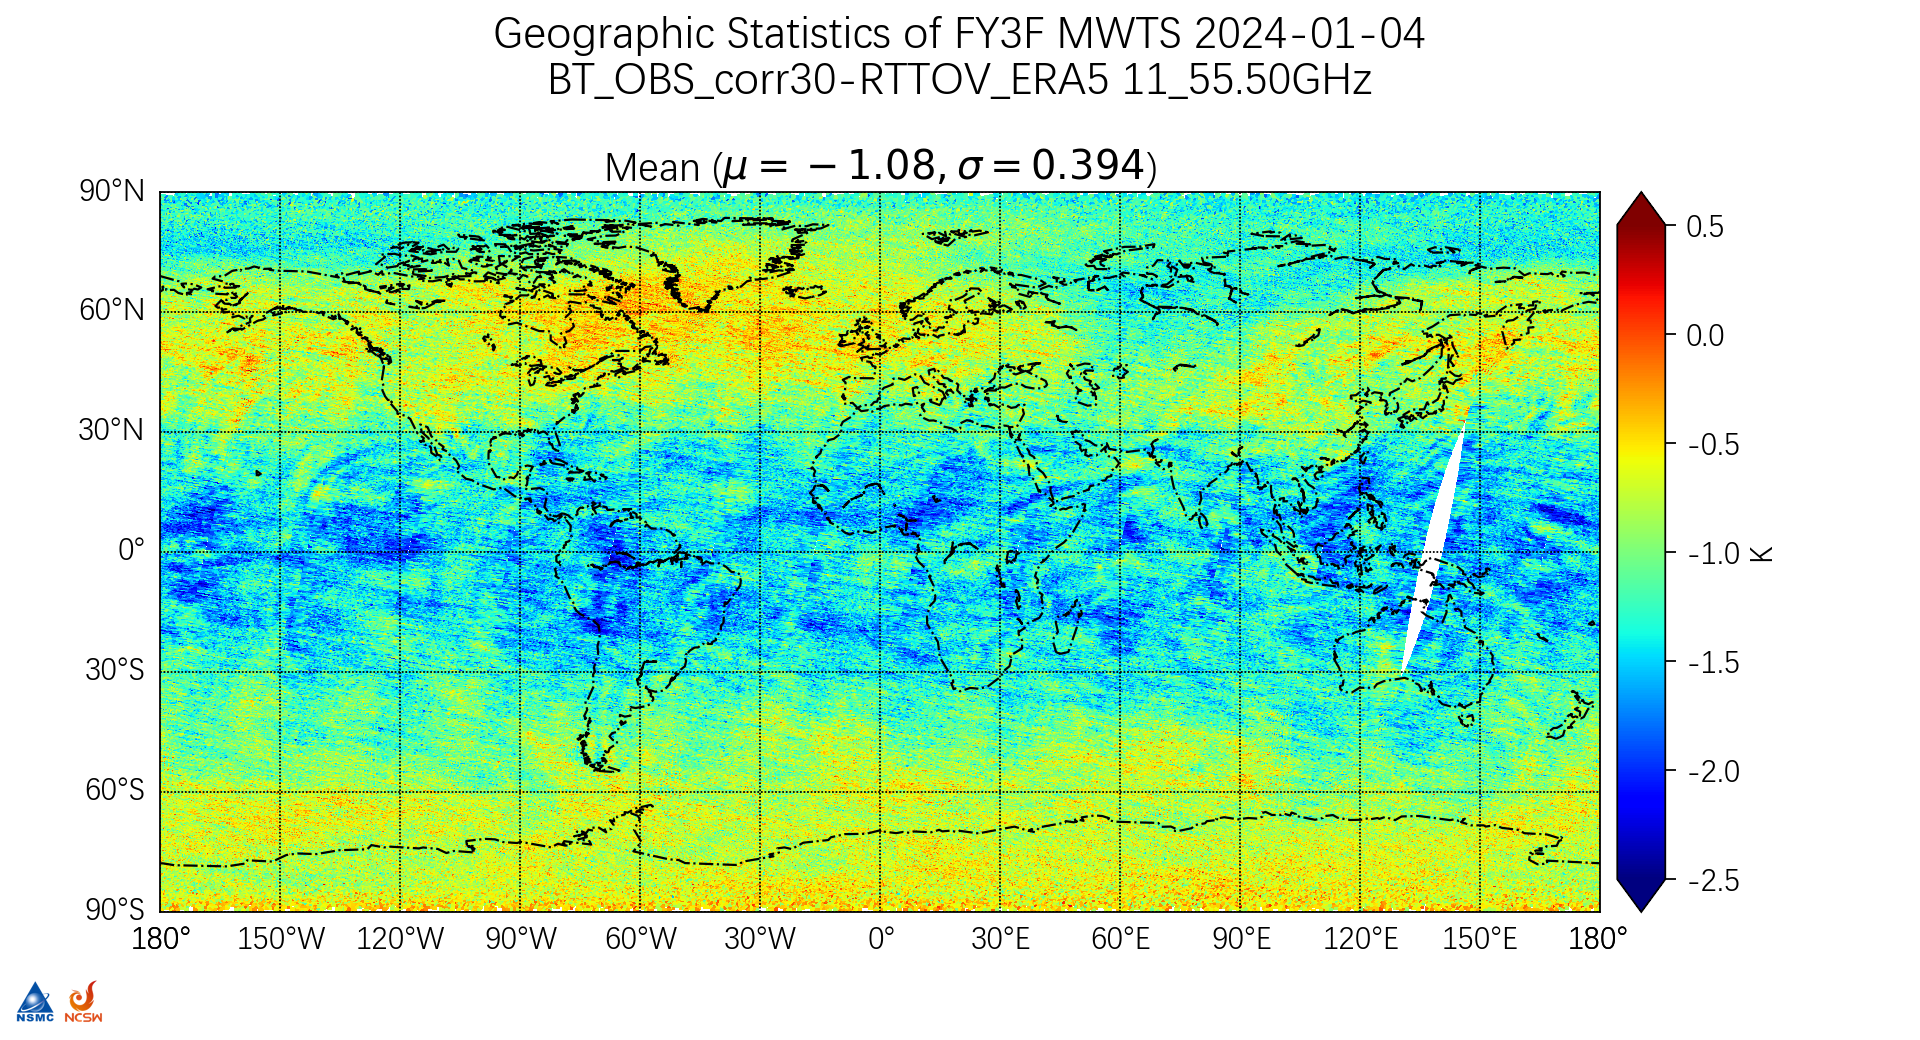 Geographic Statistics of FY3F MWTS 2024-01-04
BT_OBS_corr30-RTTOV_ERA5 11_55.50GHz
Mean (μ = −1.08, σ = 0.394)
90°N
60°N
30°N
0°
30°S
60°S
90°S
180°
150°W
120°W
90°W
60°W
30°W
0°
30°E
60°E
90°E
120°E
150°E
180°
0.5
0.0
-0.5
-1.0
-1.5
-2.0
-2.5
K
NSMC
NCSW